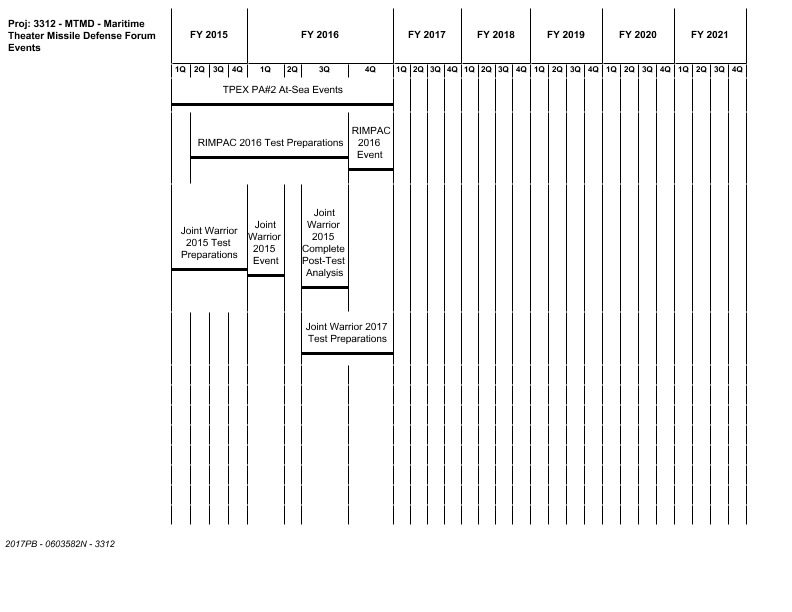 Proj: 3312 - MTMD - Maritime
Theater Missile Defense Forum
Events
FY 2015 FY 2016 FY 2017 FY 2018 FY 2019 FY 2020 FY 2021
1Q 2Q 3Q 4Q 1Q 2Q 3Q 4Q 1Q 2Q 3Q 4Q 1Q 2Q 3Q 4Q 1Q 2Q 3Q 4Q 1Q 2Q 3Q 4Q 1Q 2Q 3Q 4Q
TPEX PA#2 At-Sea Events
RIMPAC 2016 Test Preparations
RIMPAC
2016
Event
Joint Warrior
2015 Test
Preparations
Joint
Warrior
2015
Event
Joint
Warrior
2015
Complete
Post-Test
Analysis
Joint Warrior 2017
Test Preparations
2017PB - 0603582N - 3312